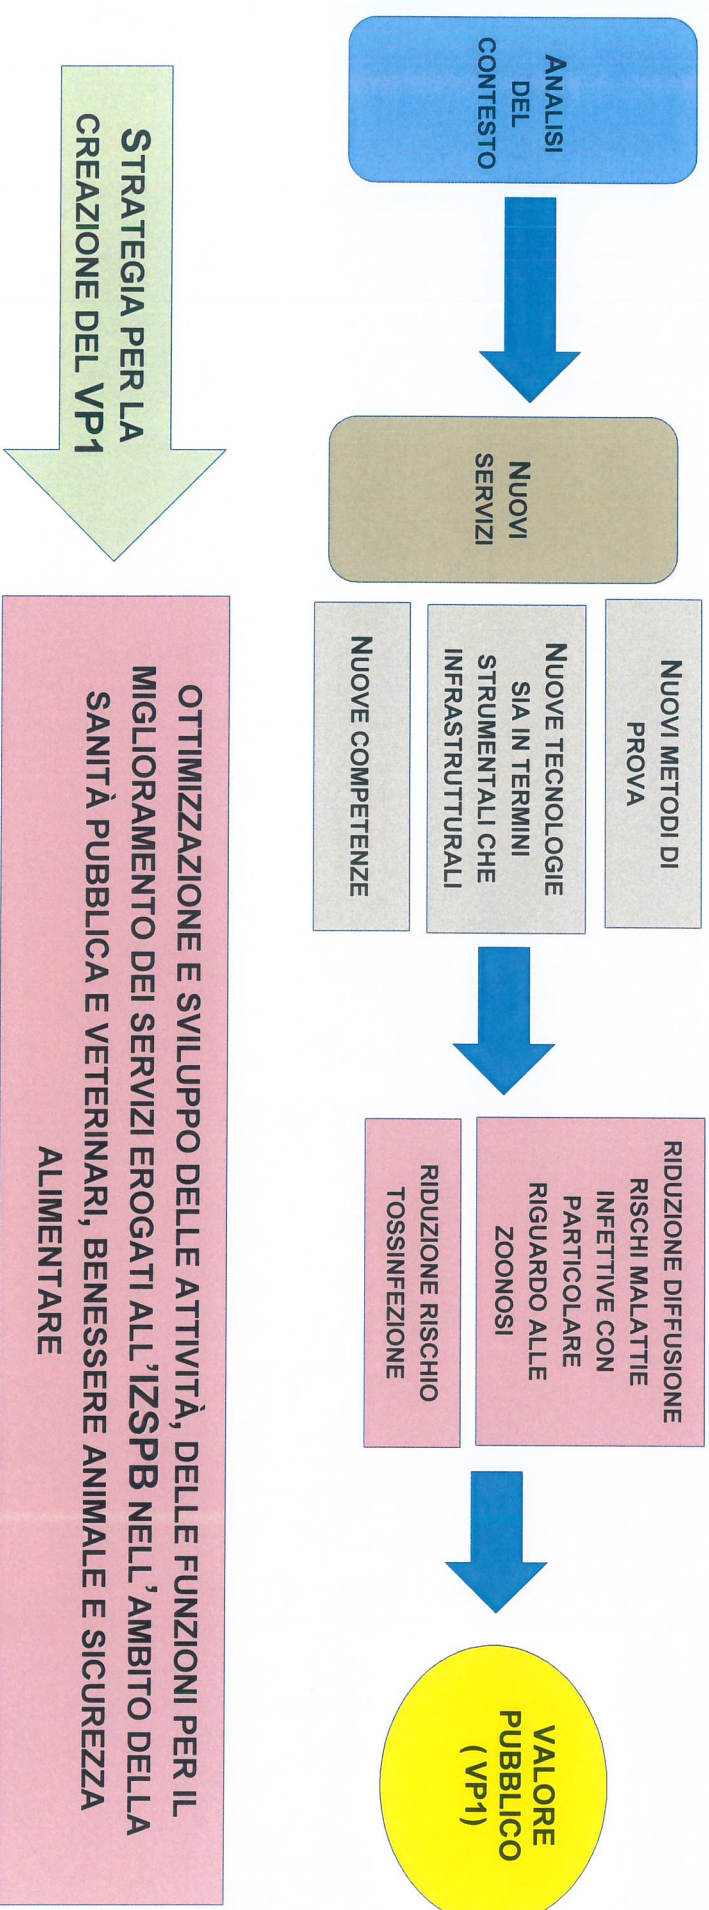 ANALISI
DEL
CONTESTO
NUOVI
SERVIZI
NUOVI METODI DI
PROVA
NUOVE TECNOLOGIE
SIA IN TERMINI
STRUMENTALI CHE
INFRASTRUTTURALI
NUOVE COMPETENZE
RIDUZIONE DIFFUSIONE
RISCHI MALATTIE
INFETTIVE CON
PARTICOLARE
RIGUARDO ALLE
ZOONOSI
RIDUZIONE RISCHIO
TOSSINFEZIONE
VALORE
PUBBLICO
( VP1)
STRATEGIA PER LA
CREAZIONE DEL VP1
OTTIMIZZAZIONE E SVILUPPO DELLE ATTIVITÀ, DELLE FUNZIONI PER IL
MIGLIORAMENTO DEI SERVIZI EROGATI ALL'IZSPB NELL'AMBITO DELLA
SANITÀ PUBBLICA E VETERINARI, BENESSERE ANIMALE E SICUREZZA
ALIMENTARE